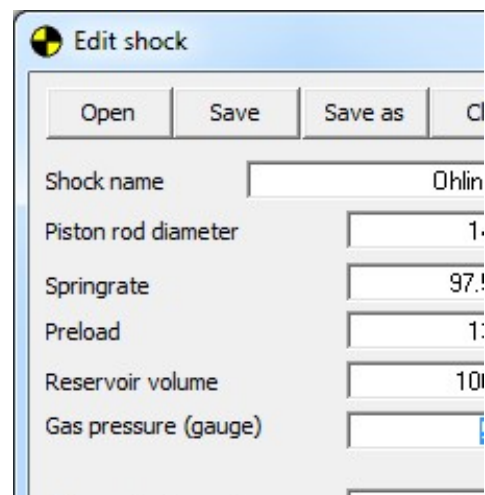 Edit shock
Open Save Save as
Shock name
Piston rod diameter
Springrate
Preload
Reservoir volume
Gas pressure (gauge)